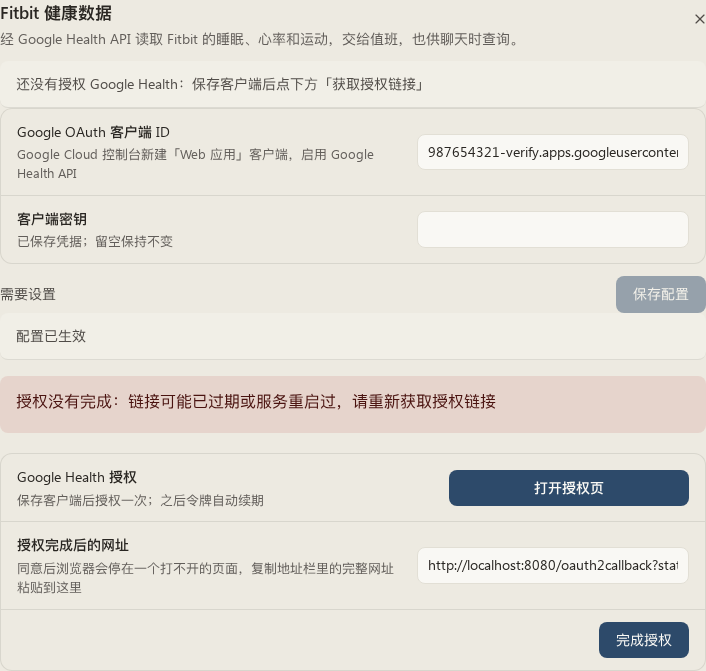 Fitbit 健康数据
×
经 Google Health API 读取 Fitbit 的睡眠、心率和运动，交给值班，也供聊天时查询。
还没有授权 Google Health：保存客户端后点下方「获取授权链接」
Google OAuth 客户端 ID
Google Cloud 控制台新建「Web 应用」客户端，启用 Google
Health API
987654321-verify.apps.googleuserconte
客户端密钥
已保存凭据；留空保持不变
需要设置
保存配置
配置已生效
授权没有完成：链接可能已过期或服务重启过，请重新获取授权链接
Google Health 授权
保存客户端后授权一次；之后令牌自动续期
打开授权页
授权完成后的网址
同意后浏览器会停在一个打不开的页面，复制地址栏里的完整网址
粘贴到这里
http://localhost:8080/oauth2callback?sta
完成授权